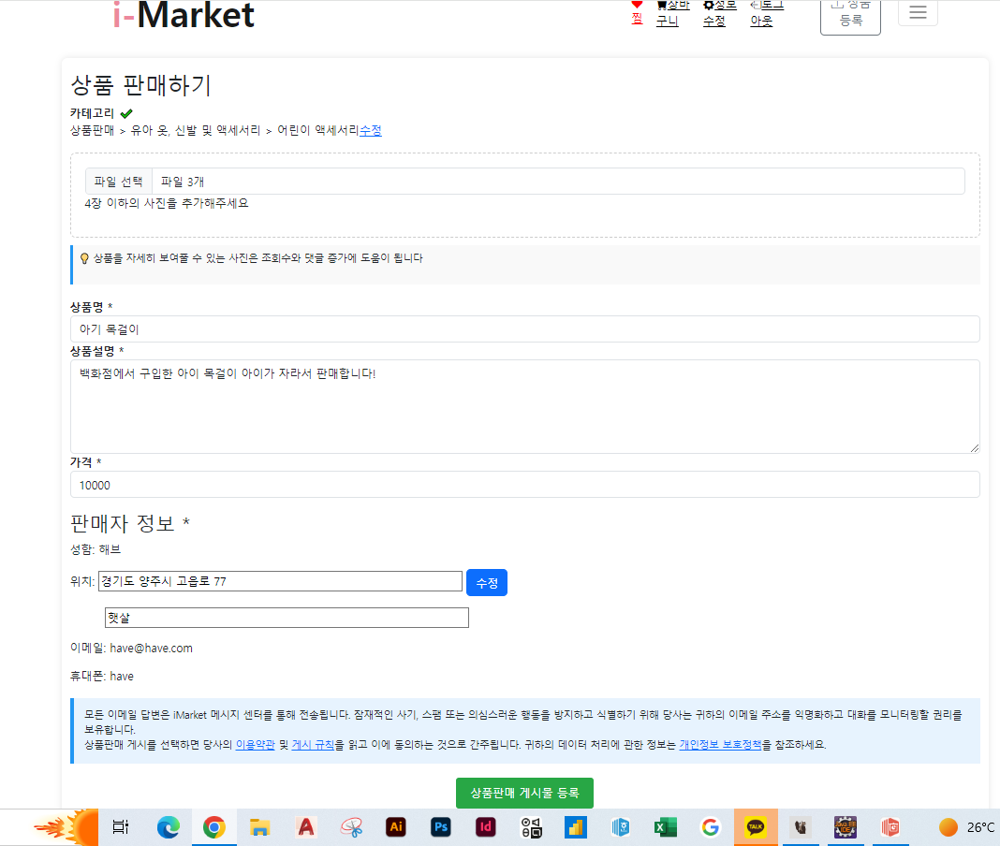 i-Market
찜
장바
구니
정보
수정
로그
아웃
상품
등록
상품 판매하기
카테고리
상품판매 > 유아 옷, 신발 및 액세서리 > 어린이 액세서리수정
파일 선택 파일 3개
4장 이하의 사진을 추가해주세요
상품을 자세히 보여줄 수 있는 사진은 조회수와 댓글 증가에 도움이 됩니다
상품명 *
아기 목걸이
상품설명 *
백화점에서 구입한 아이 목걸이 아이가 자라서 판매합니다!
가격 *
10000
판매자 정보 *
성함: 해브
위치: 경기도 양주시 고읍로 77 수정
햇살
이메일: have@have.com
휴대폰: have
모든 이메일 답변은 iMarket 메시지 센터를 통해 전송됩니다. 잠재적인 사기, 스팸 또는 의심스러운 행동을 방지하고 식별하기 위해 당사는 귀하의 이메일 주소를 익명화하고 대화를 모니터링할 권리를
보유합니다.
상품판매 게시를 선택하면 당사의 이용약관 및 게시 규칙을 읽고 이에 동의하는 것으로 간주됩니다. 귀하의 데이터 처리에 관한 정보는 개인정보 보호정책을 참조하세요.
상품판매 게시물 등록
Ai
Ps
Id
TALK
26°C